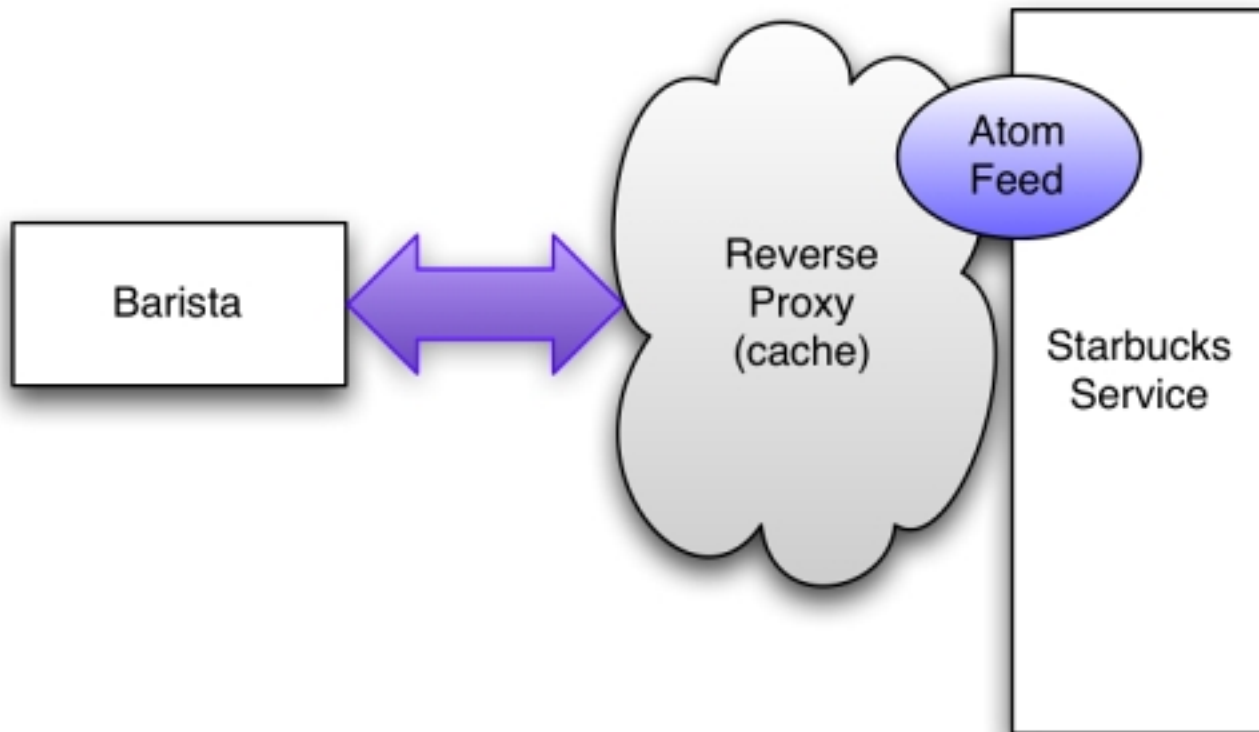 Barista
Reverse
Proxy
(cache)
Atom
Feed
Starbucks
Service